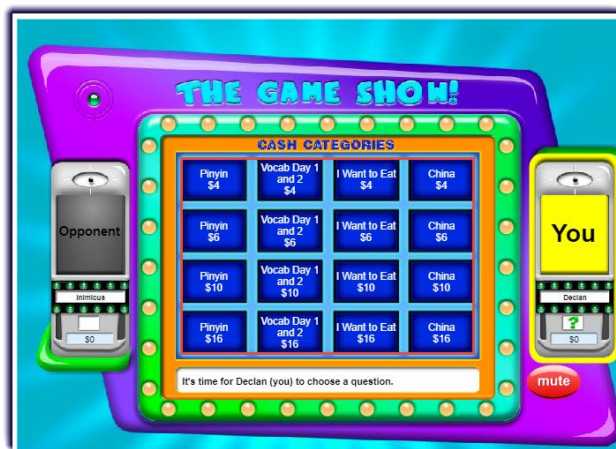 THE GAME SHOW!
CASH CATEGORIES
Pinyin
$4
Vocab Day 1
and 2
$4
I Want to Eat
$4
China
$4
Pinyin
$6
Vocab Day 1
and 2
$6
I Want to Eat
$6
China
$6
Pinyin
$10
Vocab Day 1
and 2
$10
I Want to Eat
$10
China
$10
Pinyin
$16
Vocab Day 1
and 2
$16
I Want to Eat
$16
China
$16
Opponent
Inimicus
$0
You
Declan
?
$0
It's time for Declan (you) to choose a question.
mute